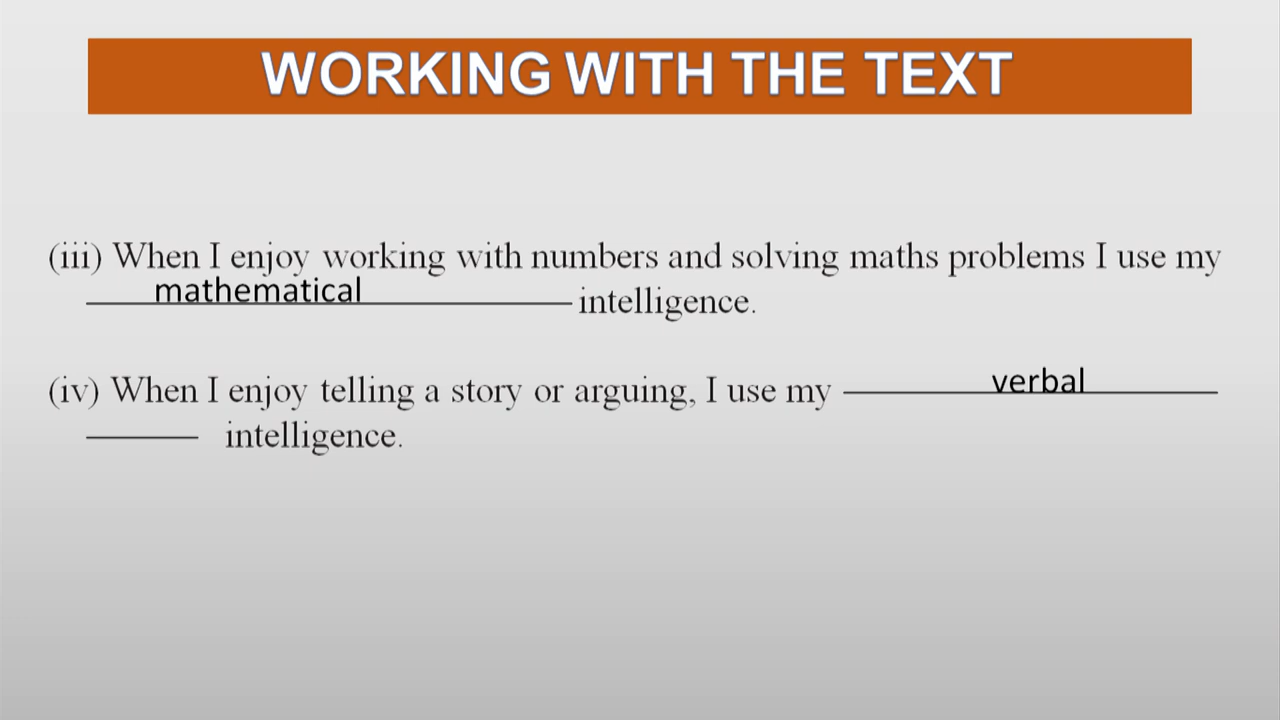 WORKING WITH THE TEXT
(iii) When I enjoy working with numbers and solving maths problems I use my
mathematical intelligence.
(iv) When I enjoy telling a story or arguing, I use my verbal
intelligence.